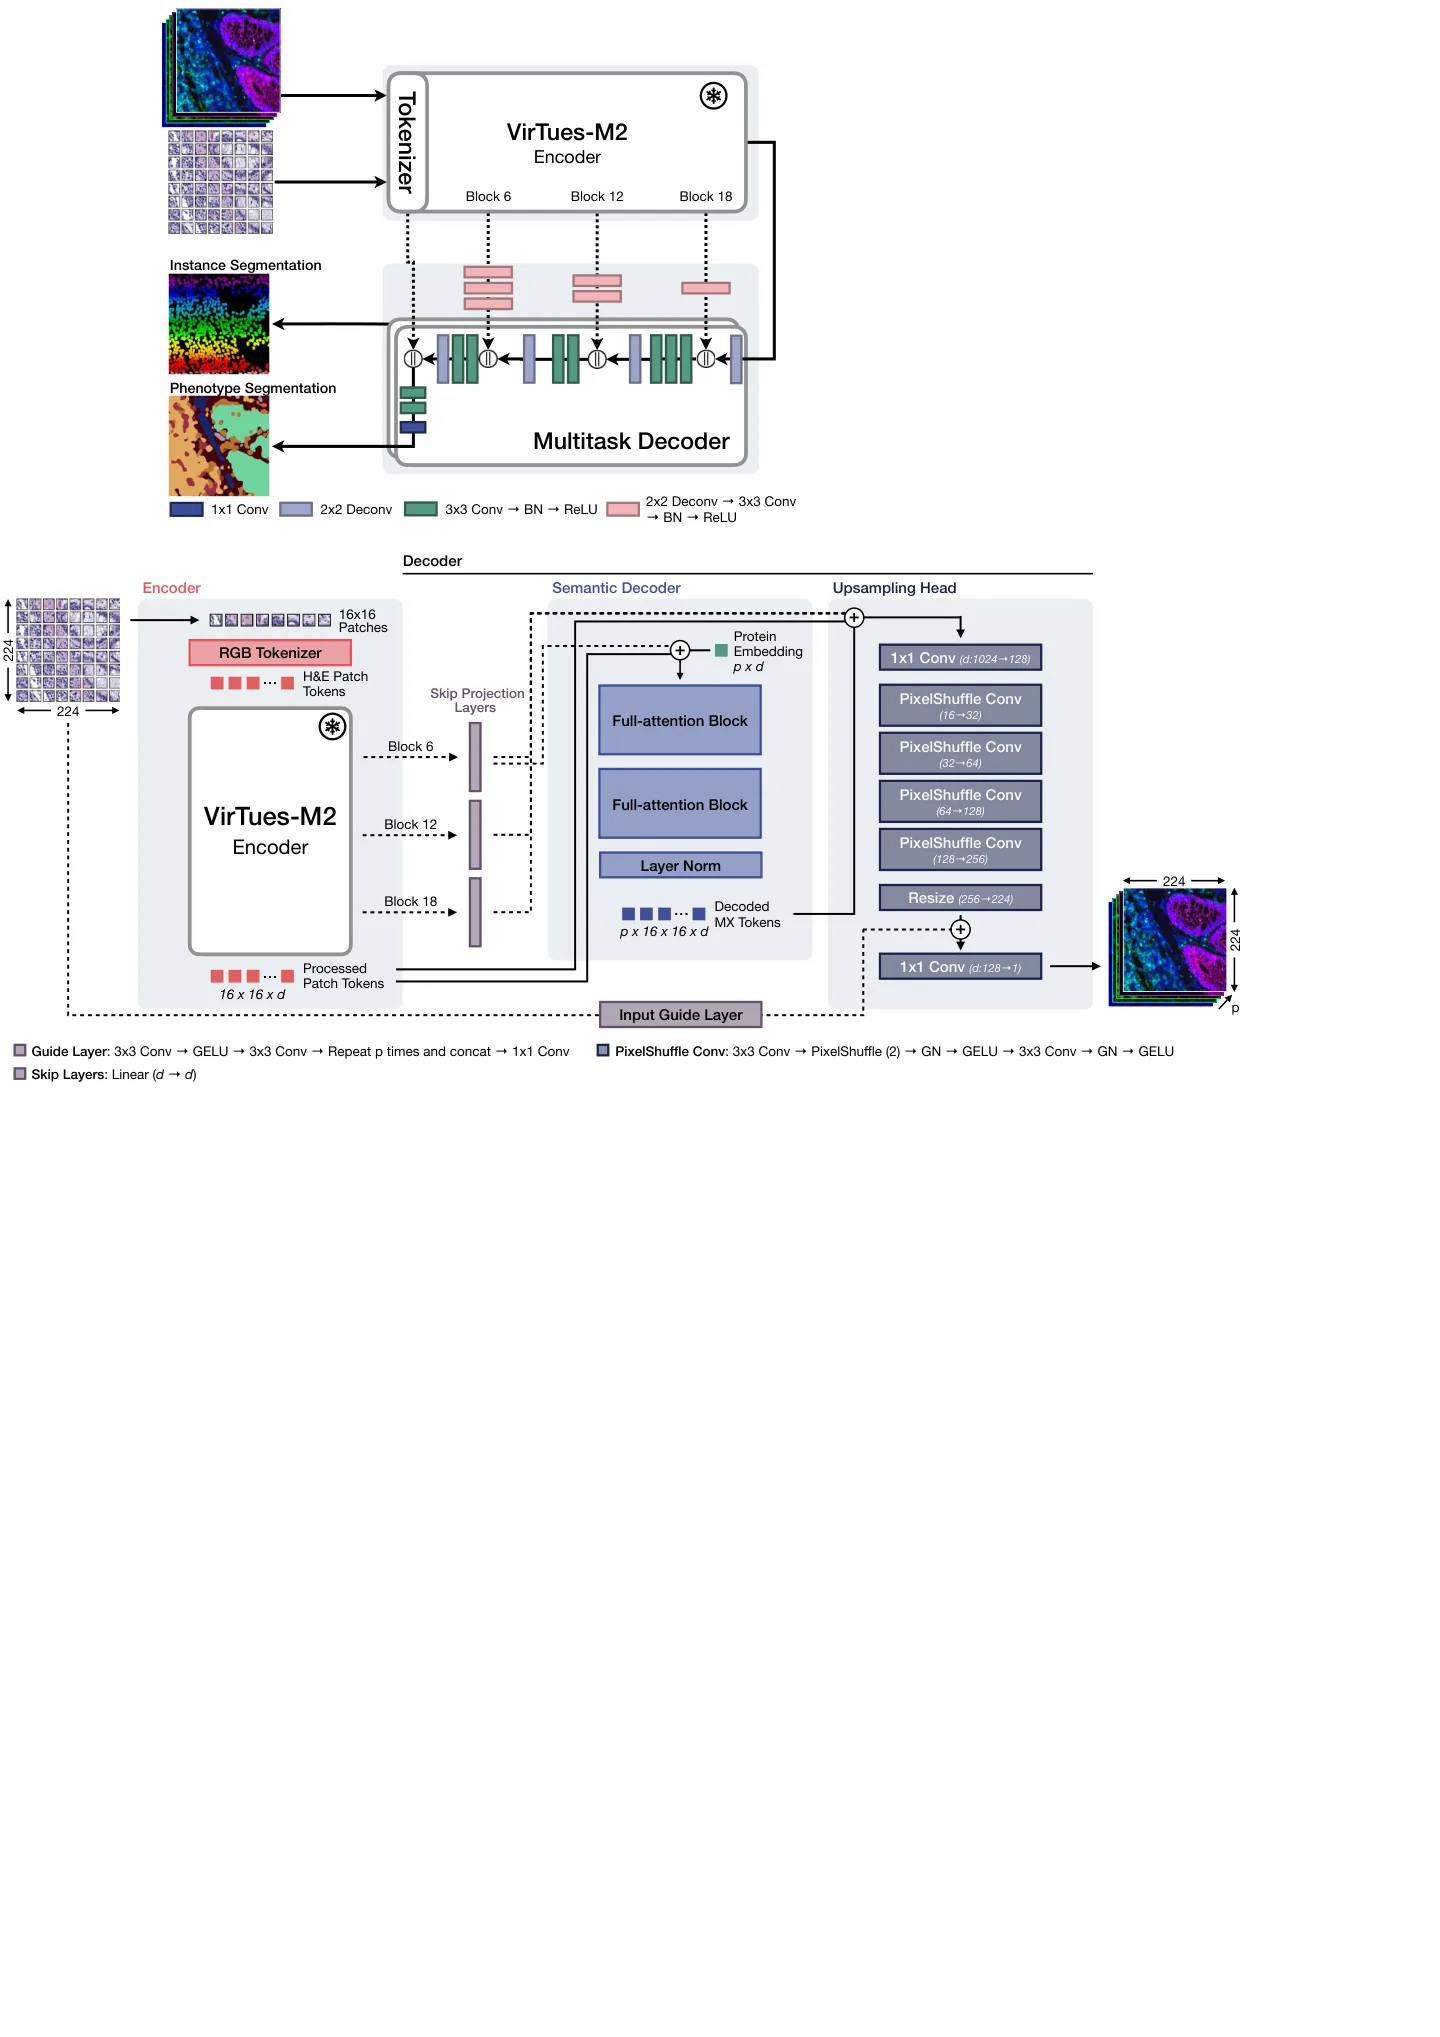 Tokenizer
VirTues-M2
Encoder
Block 6
Block 12
Block 18
Instance Segmentation
Phenotype Segmentation
Multitask Decoder
1x1 Conv
2x2 Deconv
3x3 Conv → BN → ReLU
2x2 Deconv → 3x3 Conv
→ BN → ReLU
Decoder
Encoder
Semantic Decoder
Upsampling Head
224
224
16x16
Patches
RGB Tokenizer
H&E Patch
Tokens
VirTues-M2
Encoder
Block 6
Block 12
Block 18
Processed
Patch Tokens
16 x 16 x d
Skip Projection
Layers
Protein
Embedding
p x d
Full-attention Block
Full-attention Block
Layer Norm
Decoded
MX Tokens
p x 16 x 16 x d
Input Guide Layer
1x1 Conv (d:1024→128)
PixelShuffle Conv
(16→32)
PixelShuffle Conv
(32→64)
PixelShuffle Conv
(64→128)
PixelShuffle Conv
(128→256)
Resize (256→224)
1x1 Conv (d:128→1)
224
224
p
Guide Layer: 3x3 Conv → GELU → 3x3 Conv → Repeat p times and concat → 1x1 Conv
PixelShuffle Conv: 3x3 Conv → PixelShuffle (2) → GN → GELU → 3x3 Conv → GN → GELU
Skip Layers: Linear (d → d)